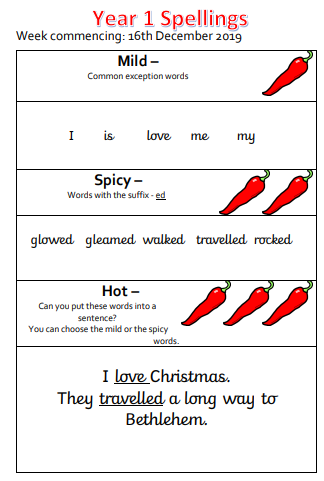 Year 1 Spellings
Week commencing: 16th December 2019
Mild –
Common exception words
I is love me my
Spicy –
Words with the suffix - ed
glowed gleamed walked travelled rocked
Hot –
Can you put these words into a
sentence?
You can choose the mild or the spicy
words.
I love Christmas.
They travelled a long way to
Bethlehem.